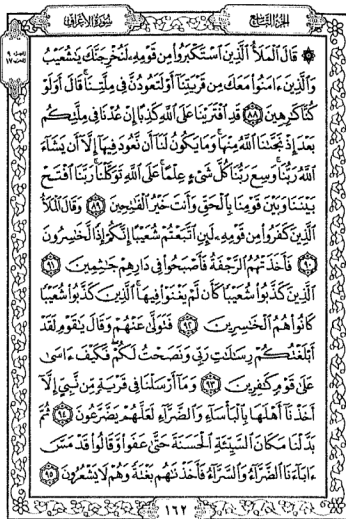 الجزء التاسع
سورة الأعراف
۞ قَالَ ٱلْمَلَأُ ٱلَّذِينَ ٱسْتَكْبَرُوا۟ مِن قَوْمِهِۦ لَنُخْرِجَنَّكَ يَٰشُعَيْبُ
وَٱلَّذِينَ ءَامَنُوا۟ مَعَكَ مِن قَرْيَتِنَآ أَوْ لَتَعُودُنَّ فِى مِلَّتِنَا ۚ قَالَ أَوَلَوْ
كُنَّا كَٰرِهِينَ ٨٨ قَدِ ٱفْتَرَيْنَا عَلَى ٱللَّهِ كَذِبًا إِنْ عُدْنَا فِى مِلَّتِكُم
بَعْدَ إِذْ نَجَّىٰنَا ٱللَّهُ مِنْهَا ۚ وَمَا يَكُونُ لَنَآ أَن نَّعُودَ فِيهَآ إِلَّآ أَن يَشَآءَ
ٱللَّهُ رَبُّنَا ۚ وَسِعَ رَبُّنَا كُلَّ شَىْءٍ عِلْمًا ۚ عَلَى ٱللَّهِ تَوَكَّلْنَا ۚ رَبَّنَا ٱفْتَحْ
بَيْنَنَا وَبَيْنَ قَوْمِنَا بِٱلْحَقِّ وَأَنتَ خَيْرُ ٱلْفَٰتِحِينَ ٨٩ وَقَالَ ٱلْمَلَأُ
ٱلَّذِينَ كَفَرُوا۟ مِن قَوْمِهِۦ لَئِنِ ٱتَّبَعْتُمْ شُعَيْبًا إِنَّكُمْ إِذًا لَّخَٰسِرُونَ
٩٠ فَأَخَذَتْهُمُ ٱلرَّجْفَةُ فَأَصْبَحُوا۟ فِى دَارِهِمْ جَٰثِمِينَ ٩١
ٱلَّذِينَ كَذَّبُوا۟ شُعَيْبًا كَأَن لَّمْ يَغْنَوْا۟ فِيهَا ۚ ٱلَّذِينَ كَذَّبُوا۟ شُعَيْبًا
كَانُوا۟ هُمُ ٱلْخَٰسِرِينَ ٩٢ فَتَوَلَّىٰ عَنْهُمْ وَقَالَ يَٰقَوْمِ لَقَدْ
أَبْلَغْتُكُمْ رِسَٰلَٰتِ رَبِّى وَنَصَحْتُ لَكُمْ ۖ فَكَيْفَ ءَاسَىٰ
عَلَىٰ قَوْمٍ كَٰفِرِينَ ٩٣ وَمَآ أَرْسَلْنَا فِى قَرْيَةٍ مِّن نَّبِىٍّ إِلَّآ
أَخَذْنَآ أَهْلَهَا بِٱلْبَأْسَآءِ وَٱلضَّرَّآءِ لَعَلَّهُمْ يَضَّرَّعُونَ ٩٤ ثُمَّ
بَدَّلْنَا مَكَانَ ٱلسَّيِّئَةِ ٱلْحَسَنَةَ حَتَّىٰ عَفَوا۟ وَّقَالُوا۟ قَدْ مَسَّ
ءَابَآءَنَا ٱلضَّرَّآءُ وَٱلسَّرَّآءُ فَأَخَذْنَٰهُم بَغْتَةً وَهُمْ لَا يَشْعُرُونَ ٩٥
١٦٢